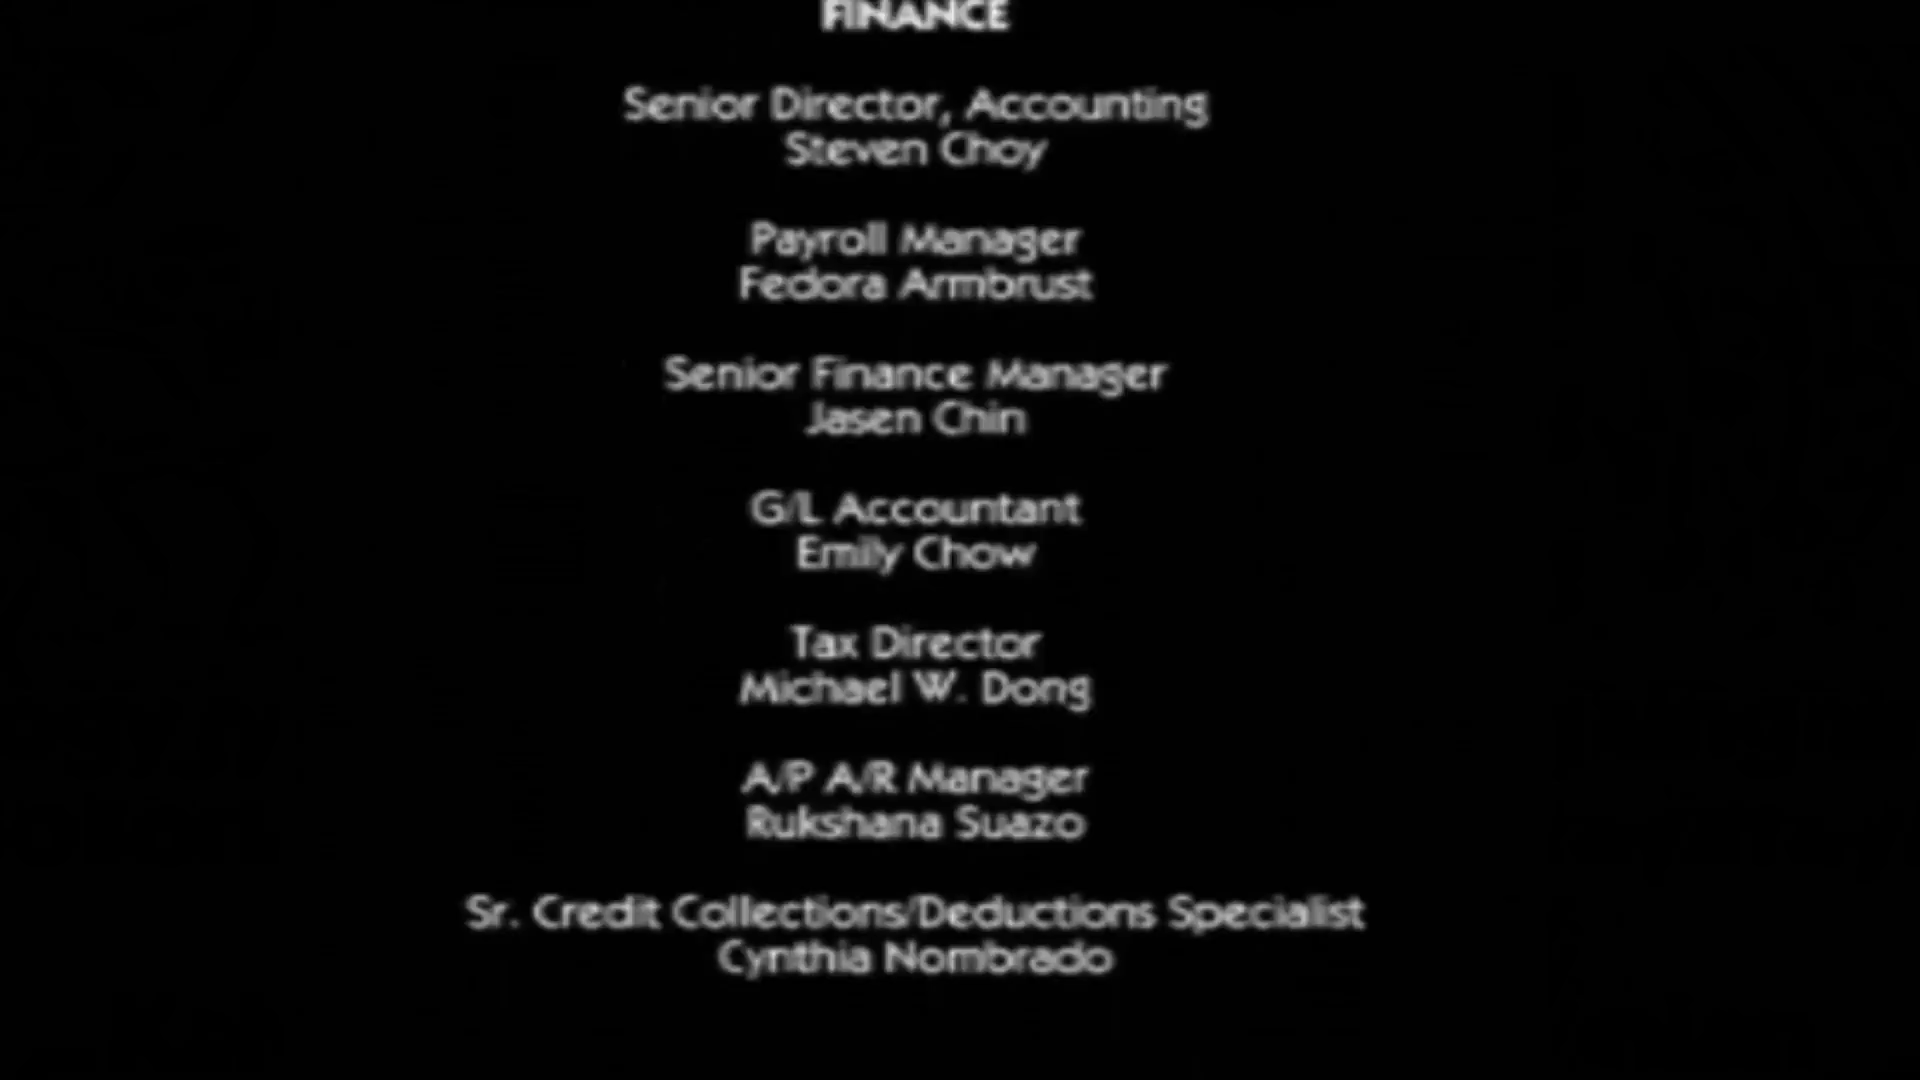 FINANCE
Senior Director, Accounting
Steven Choy
Payroll Manager
Fedora Armbrust
Senior Finance Manager
Jasen Chin
G/L Accountant
Emily Chow
Tax Director
Michael W. Dong
A/P A/R Manager
Rukshana Suazo
Sr. Credit Collections/Deductions Specialist
Cynthia Nombrado